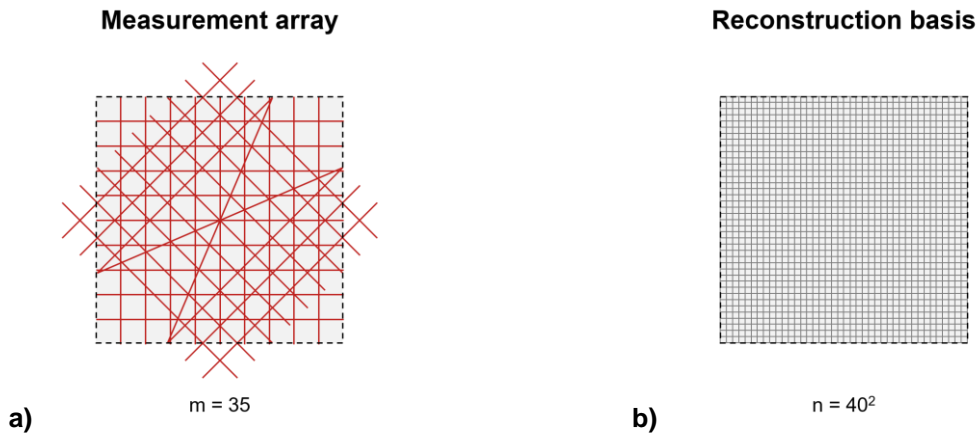 Measurement array
Reconstruction basis
m = 35
n = 40²
a)
b)